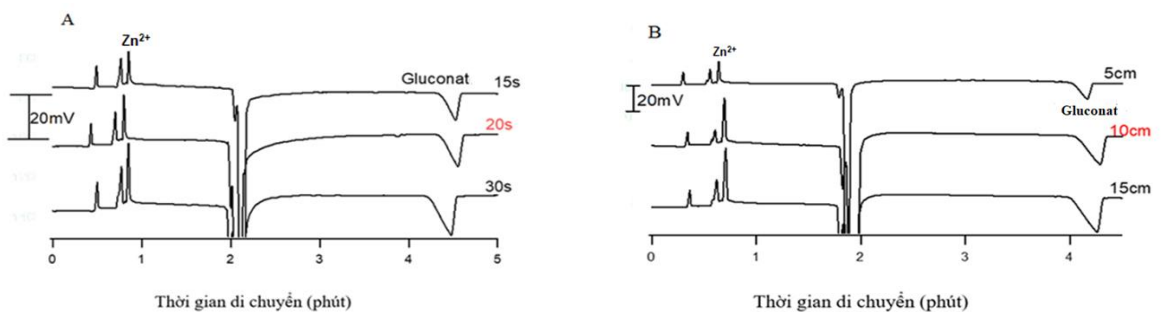 A
Zn²⁺
Gluconat
15s
20mV
20s
30s
0 1 2 3 4 5
Thời gian di chuyển (phút)
B
Zn²⁺
5cm
20mV
Gluconat
10cm
15cm
0 1 2 3 4
Thời gian di chuyển (phút)